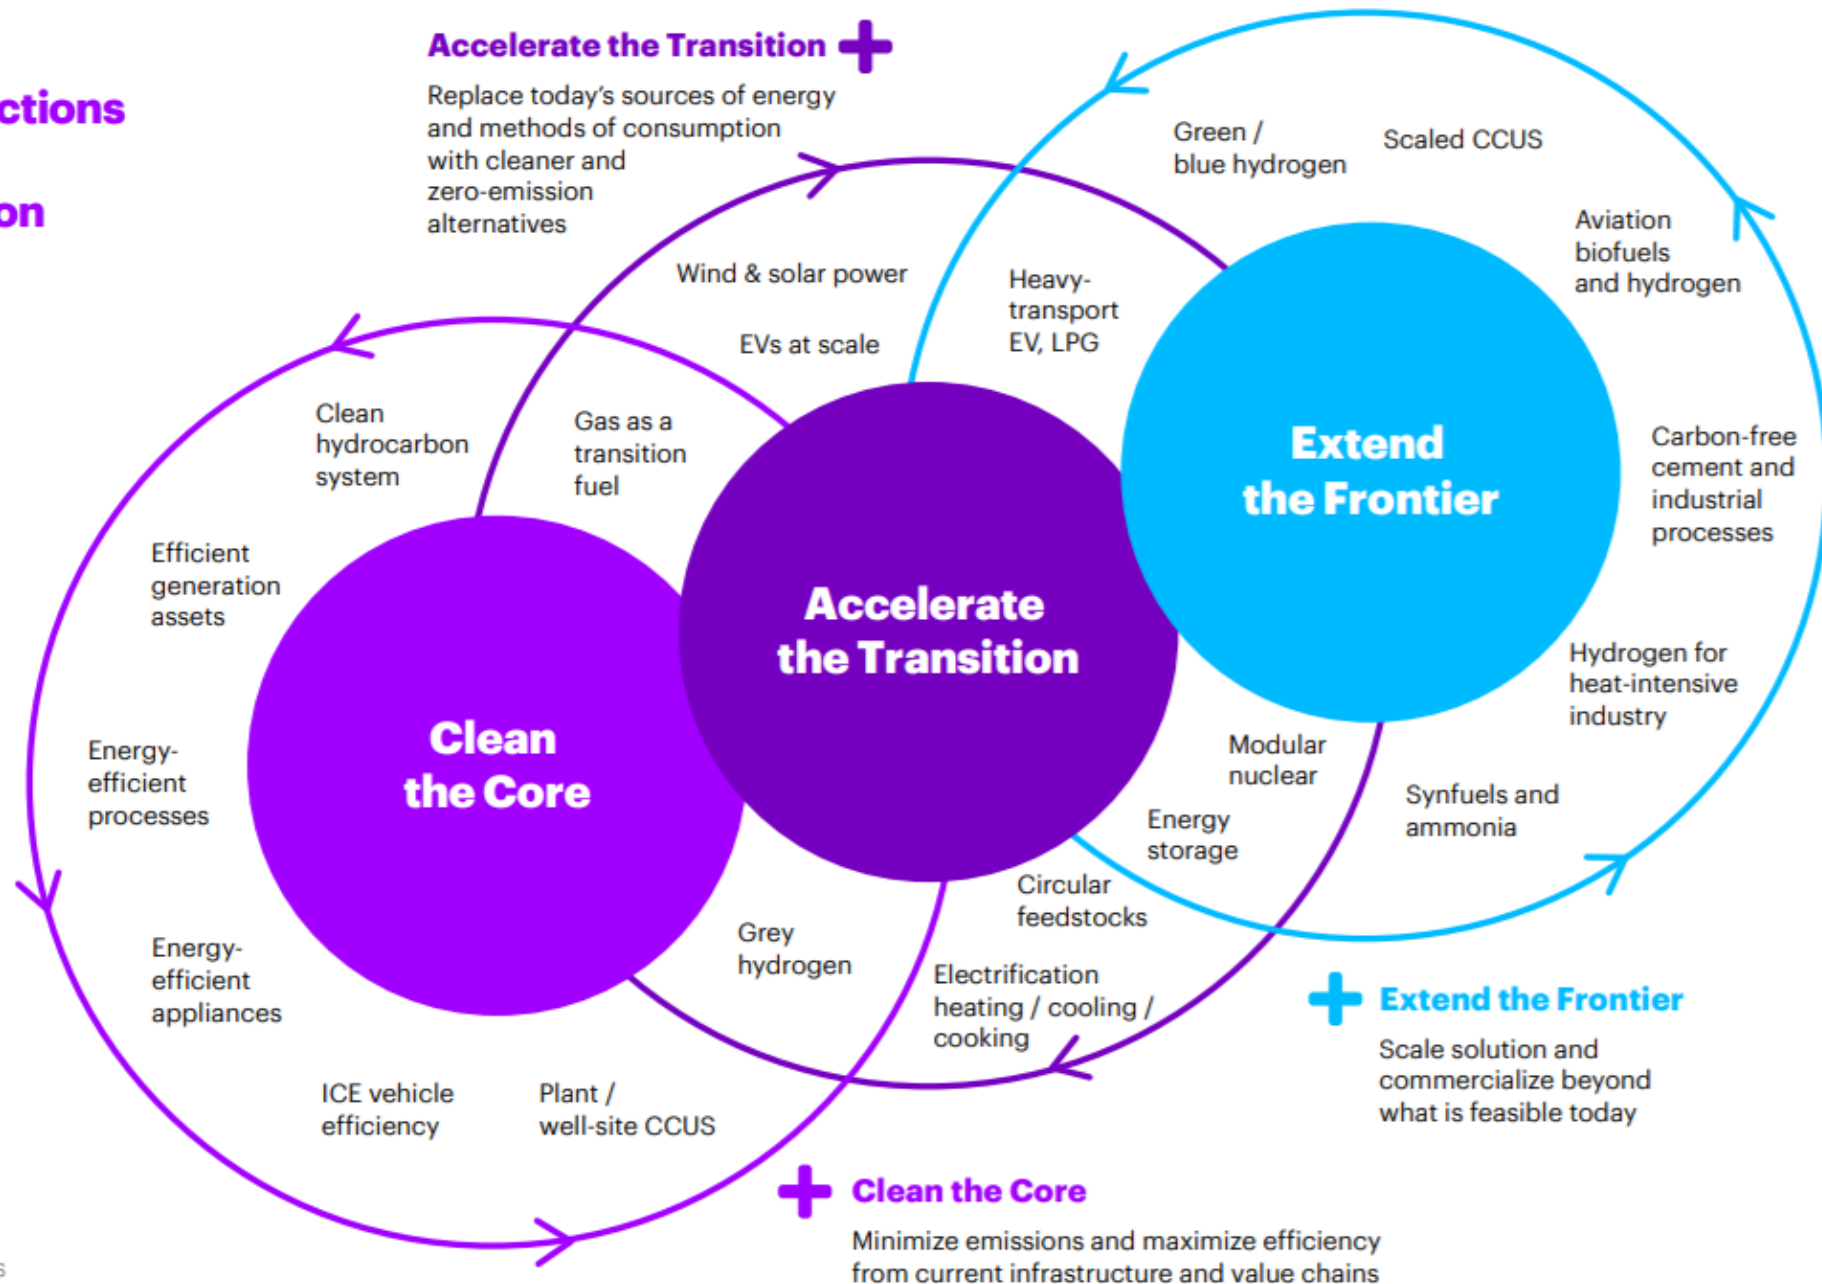 ctions
on
Accelerate the Transition
Replace today's sources of energy
and methods of consumption
with cleaner and
zero-emission
alternatives
Green /
blue hydrogen
Scaled CCUS
Aviation
biofuels
and hydrogen
Wind & solar power
EVs at scale
Heavy-
transport
EV, LPG
Clean
hydrocarbon
system
Gas as a
transition
fuel
Extend
the Frontier
Carbon-free
cement and
industrial
processes
Efficient
generation
assets
Accelerate
the Transition
Hydrogen for
heat-intensive
industry
Energy-
efficient
processes
Clean
the Core
Modular
nuclear
Energy
storage
Synfuels and
ammonia
Circular
feedstocks
Grey
hydrogen
Energy-
efficient
appliances
Electrification
heating / cooling /
cooking
Extend the Frontier
Scale solution and
commercialize beyond
what is feasible today
ICE vehicle
efficiency
Plant /
well-site CCUS
Clean the Core
Minimize emissions and maximize efficiency
from current infrastructure and value chains
s